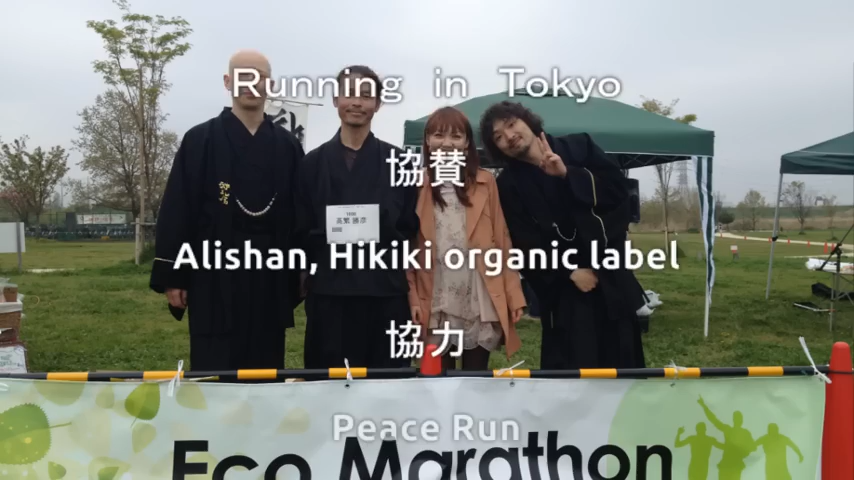 Running in Tokyo
協賛
Alishan, Hikiki organic label
協力
Peace Run
Eco Marathon